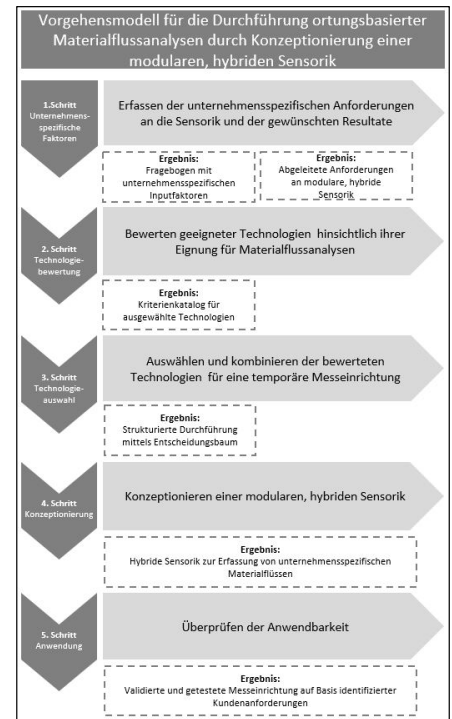 Vorgehensmodell für die Durchführung ortungsbasierter
Materialflussanalysen durch Konzeptionierung einer
modularen, hybriden Sensorik
1.Schritt
Unternehmens-
spezifische
Faktoren
Erfassen der unternehmensspezifischen Anforderungen
an die Sensorik und der gewünschten Resultate
Ergebnis:
Fragebogen mit
unternehmensspezifischen
Inputfaktoren
Ergebnis:
Abgeleitete Anforderungen
an modulare, hybride
Sensorik
2. Schritt
Technologie-
bewertung
Bewerten geeigneter Technologien hinsichtlich ihrer
Eignung für Materialflussanalysen
Ergebnis:
Kriterienkatalog für
ausgewählte Technologien
3. Schritt
Technologie-
auswahl
Auswählen und kombinieren der bewerteten
Technologien für eine temporäre Messeinrichtung
Ergebnis:
Strukturierte Durchführung
mittels Entscheidungsbaum
4. Schritt
Konzeptionierung
Konzeptionieren einer modularen, hybriden Sensorik
Ergebnis:
Hybride Sensorik zur Erfassung von unternehmensspezifischen
Materialflüssen
5. Schritt
Anwendung
Überprüfen der Anwendbarkeit
Ergebnis:
Validierte und getestete Messeinrichtung auf Basis identifizierter
Kundenanforderungen